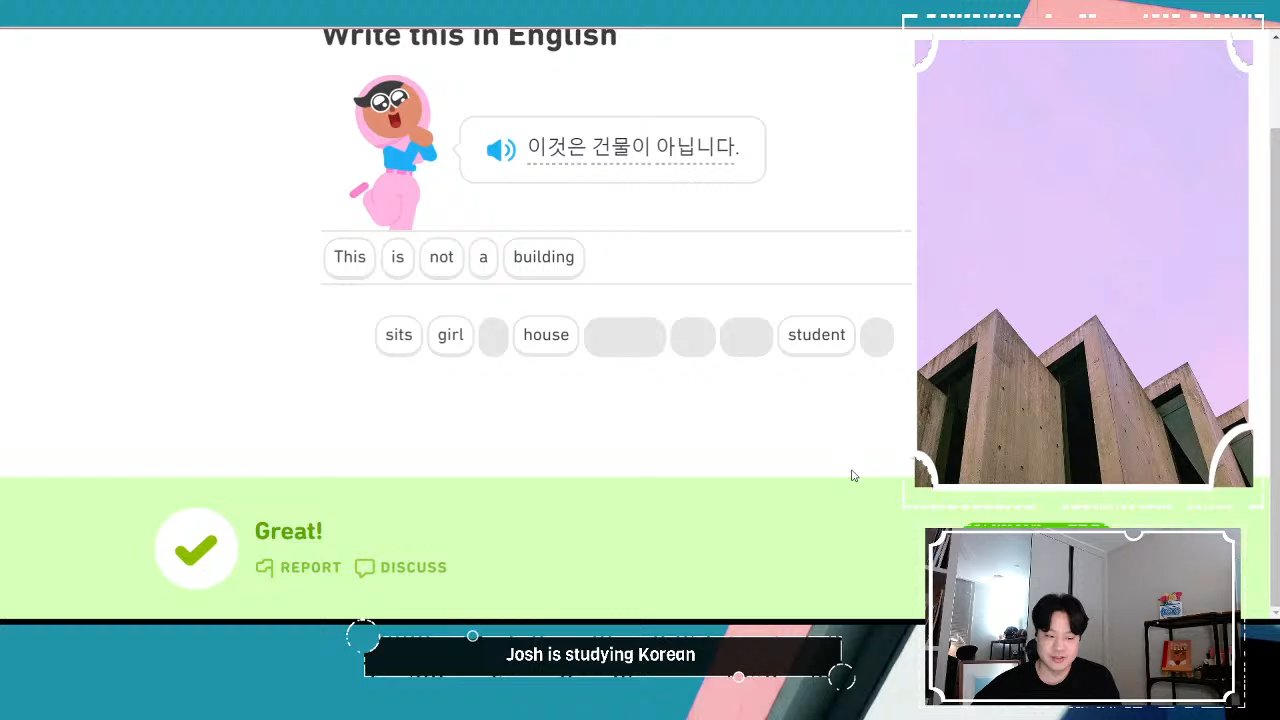 Write this in English
이것은 건물이 아닙니다.
This is not a building
sits girl house student
Great!
REPORT DISCUSS
Josh is studying Korean